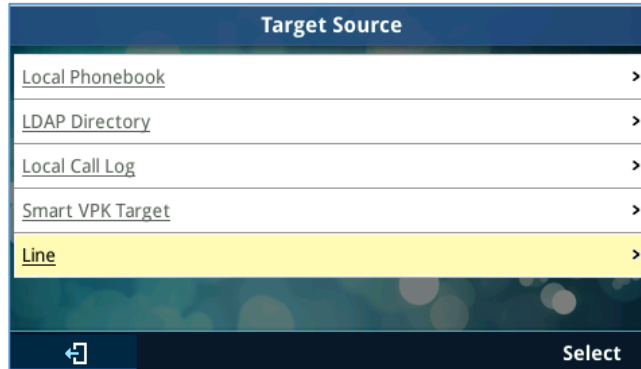 Target Source
Local Phonebook
LDAP Directory
Local Call Log
Smart VPK Target
Line
Select